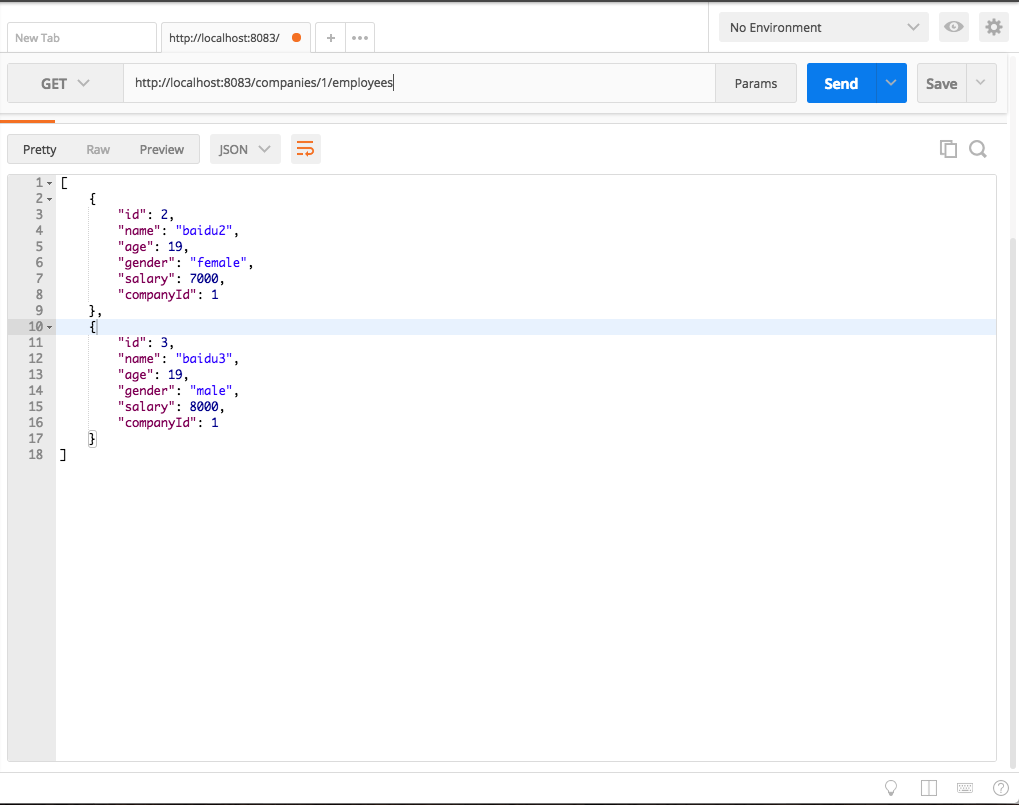 New Tab http://localhost:8083/ No Environment
GET http://localhost:8083/companies/1/employees Params Send Save
Pretty Raw Preview JSON
1 [
2 {
3 "id": 2,
4 "name": "baidu2",
5 "age": 19,
6 "gender": "female",
7 "salary": 7000,
8 "companyId": 1
9 },
10 {
11 "id": 3,
12 "name": "baidu3",
13 "age": 19,
14 "gender": "male",
15 "salary": 8000,
16 "companyId": 1
17 }
18 ]